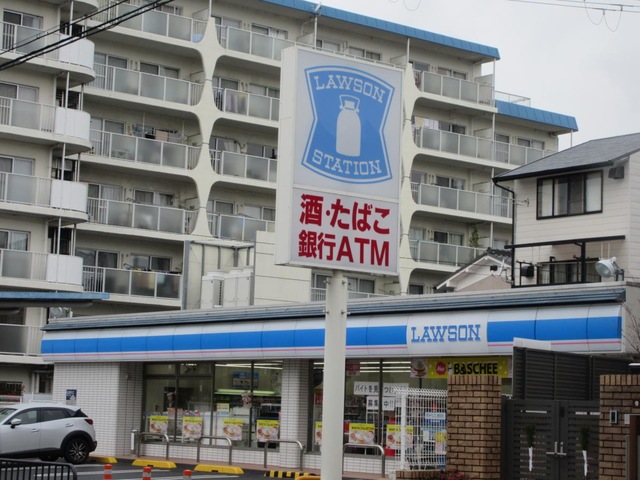 LAWSON
STATION
酒・たばこ
銀行ATM
LAWSON
BASCHEE